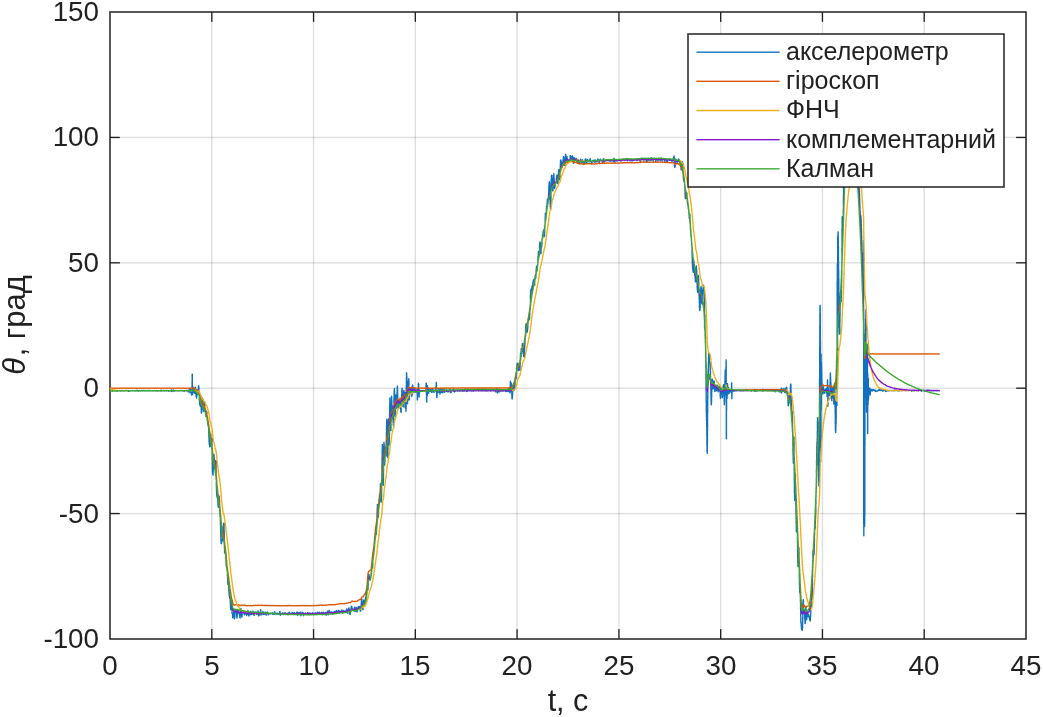 150
100
50
0
-50
-100
θ, град
0 5 10 15 20 25 30 35 40 45
t, с
акселерометр
гіроскоп
ФНЧ
комплементарний
Калман